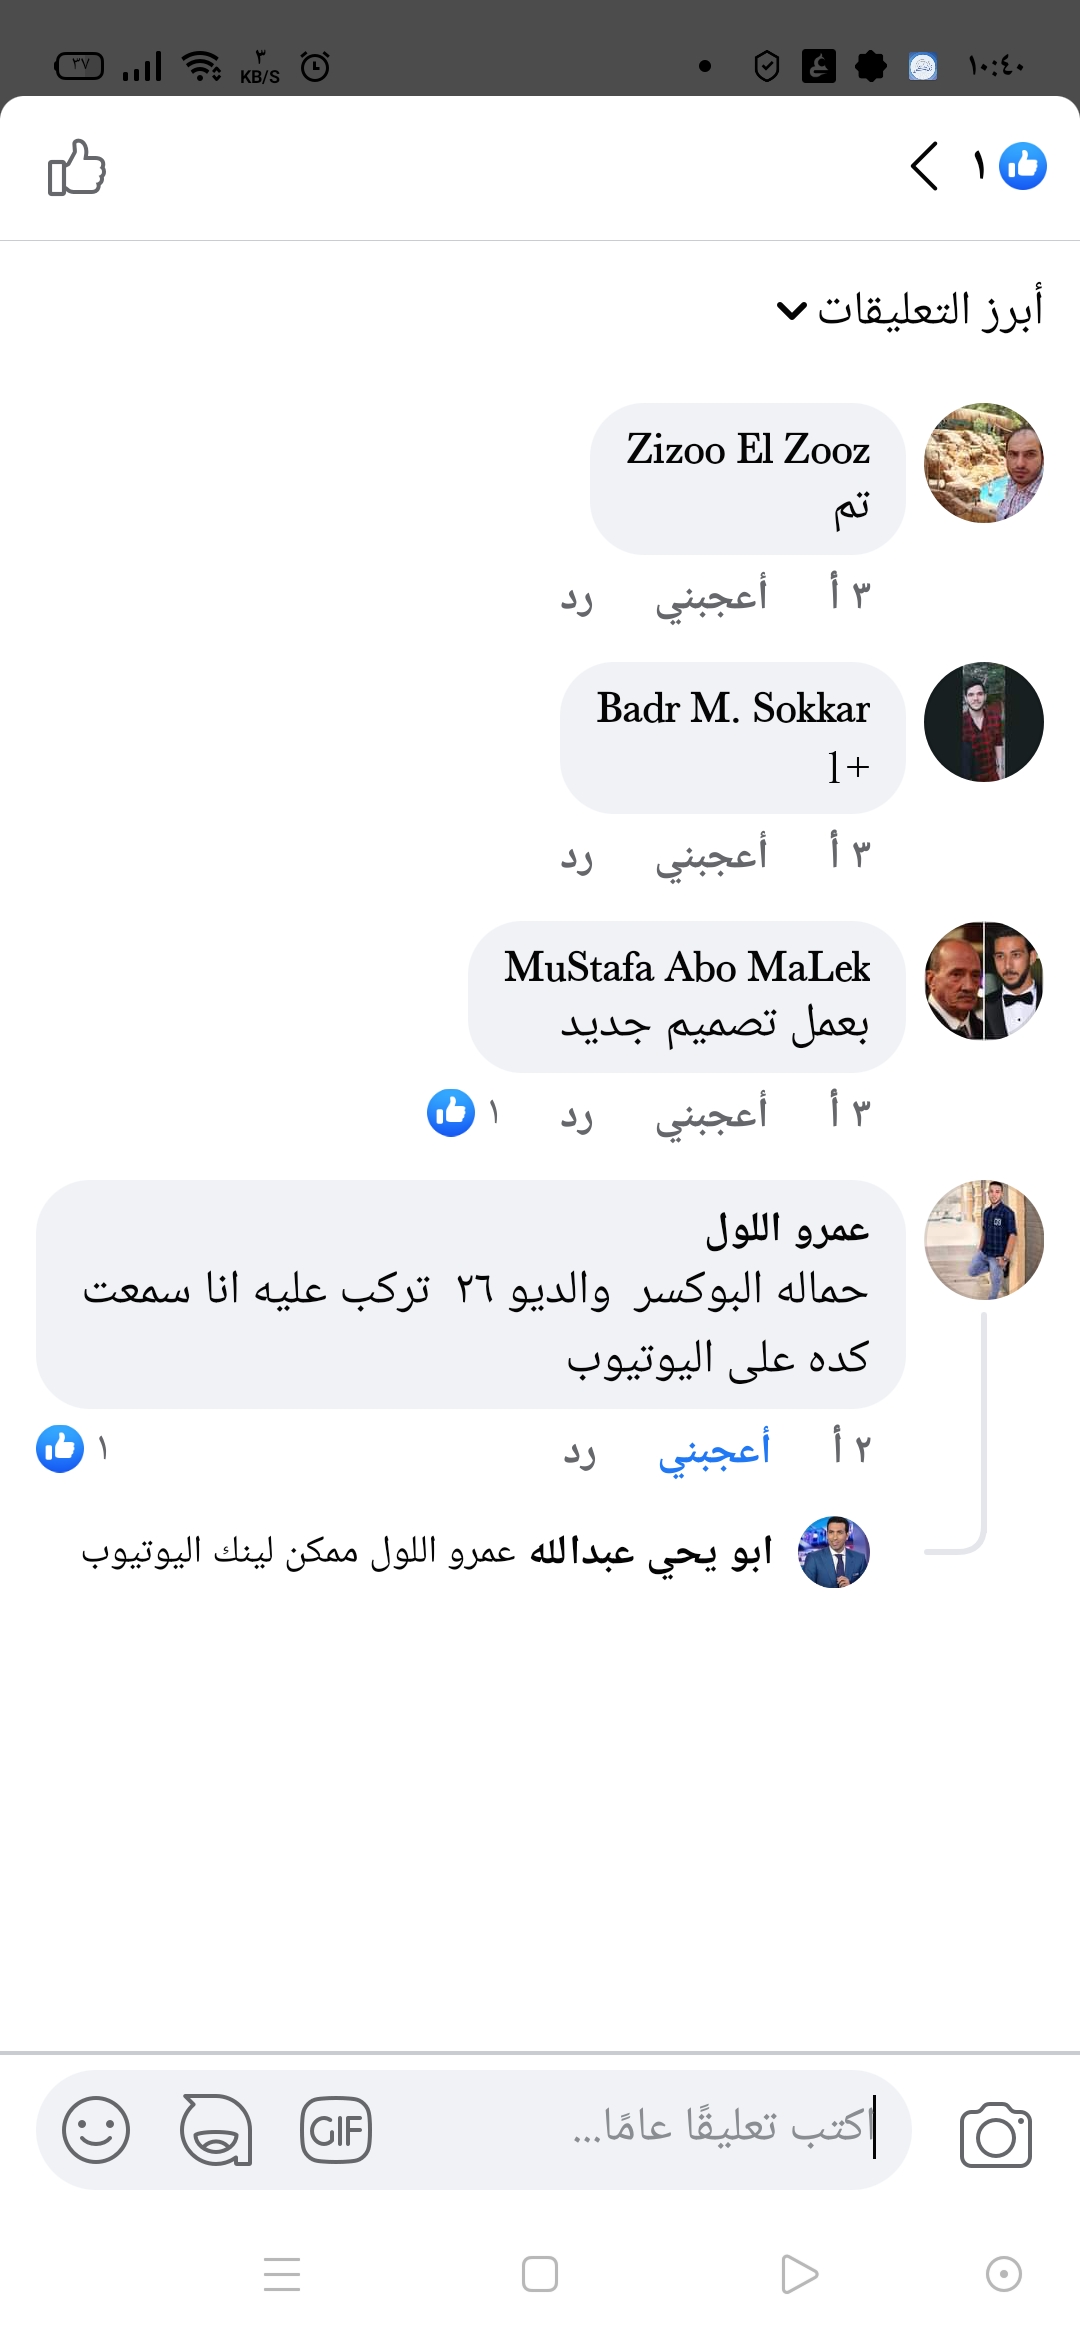 ٣٧
٣
KB/S
١٠:٤٠
١
أبرز التعليقات
Zizoo El Zooz
تم
٣ أ أعجبني رد
Badr M. Sokkar
+1
٣ أ أعجبني رد
MuStafa Abo MaLek
بعمل تصميم جديد
٣ أ أعجبني رد ١
عمرو اللول
حماله البوكسر والديو ٢٦ تركب عليه انا سمعت
كده على اليوتيوب
٢ أ أعجبني رد ١
ابو يحي عبدالله عمرو اللول ممكن لينك اليوتيوب
اكتب تعليقًا عامًا...
GIF